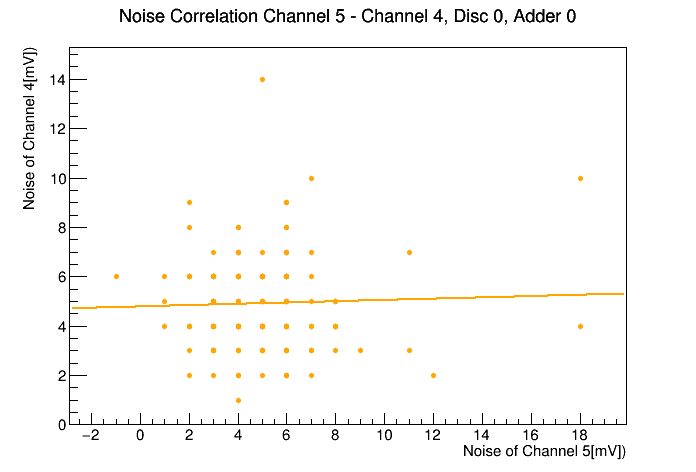 Noise Correlation Channel 5 - Channel 4, Disc 0, Adder 0
Noise of Channel 4[mV])
14
12
10
8
6
4
2
0
−2 0 2 4 6 8 10 12 14 16 18
Noise of Channel 5[mV])